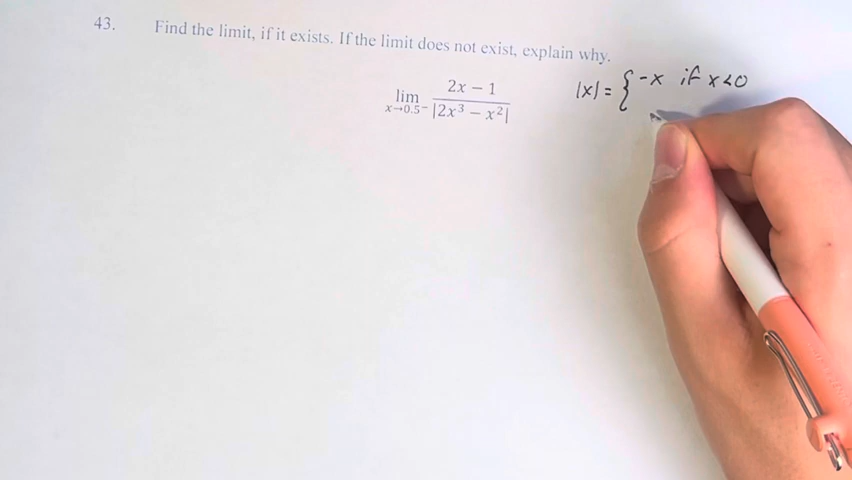 43. Find the limit, if it exists. If the limit does not exist, explain why.
lim x→0.5⁻ (2x − 1) / |2x³ − x²|
|x| = { -x if x<0